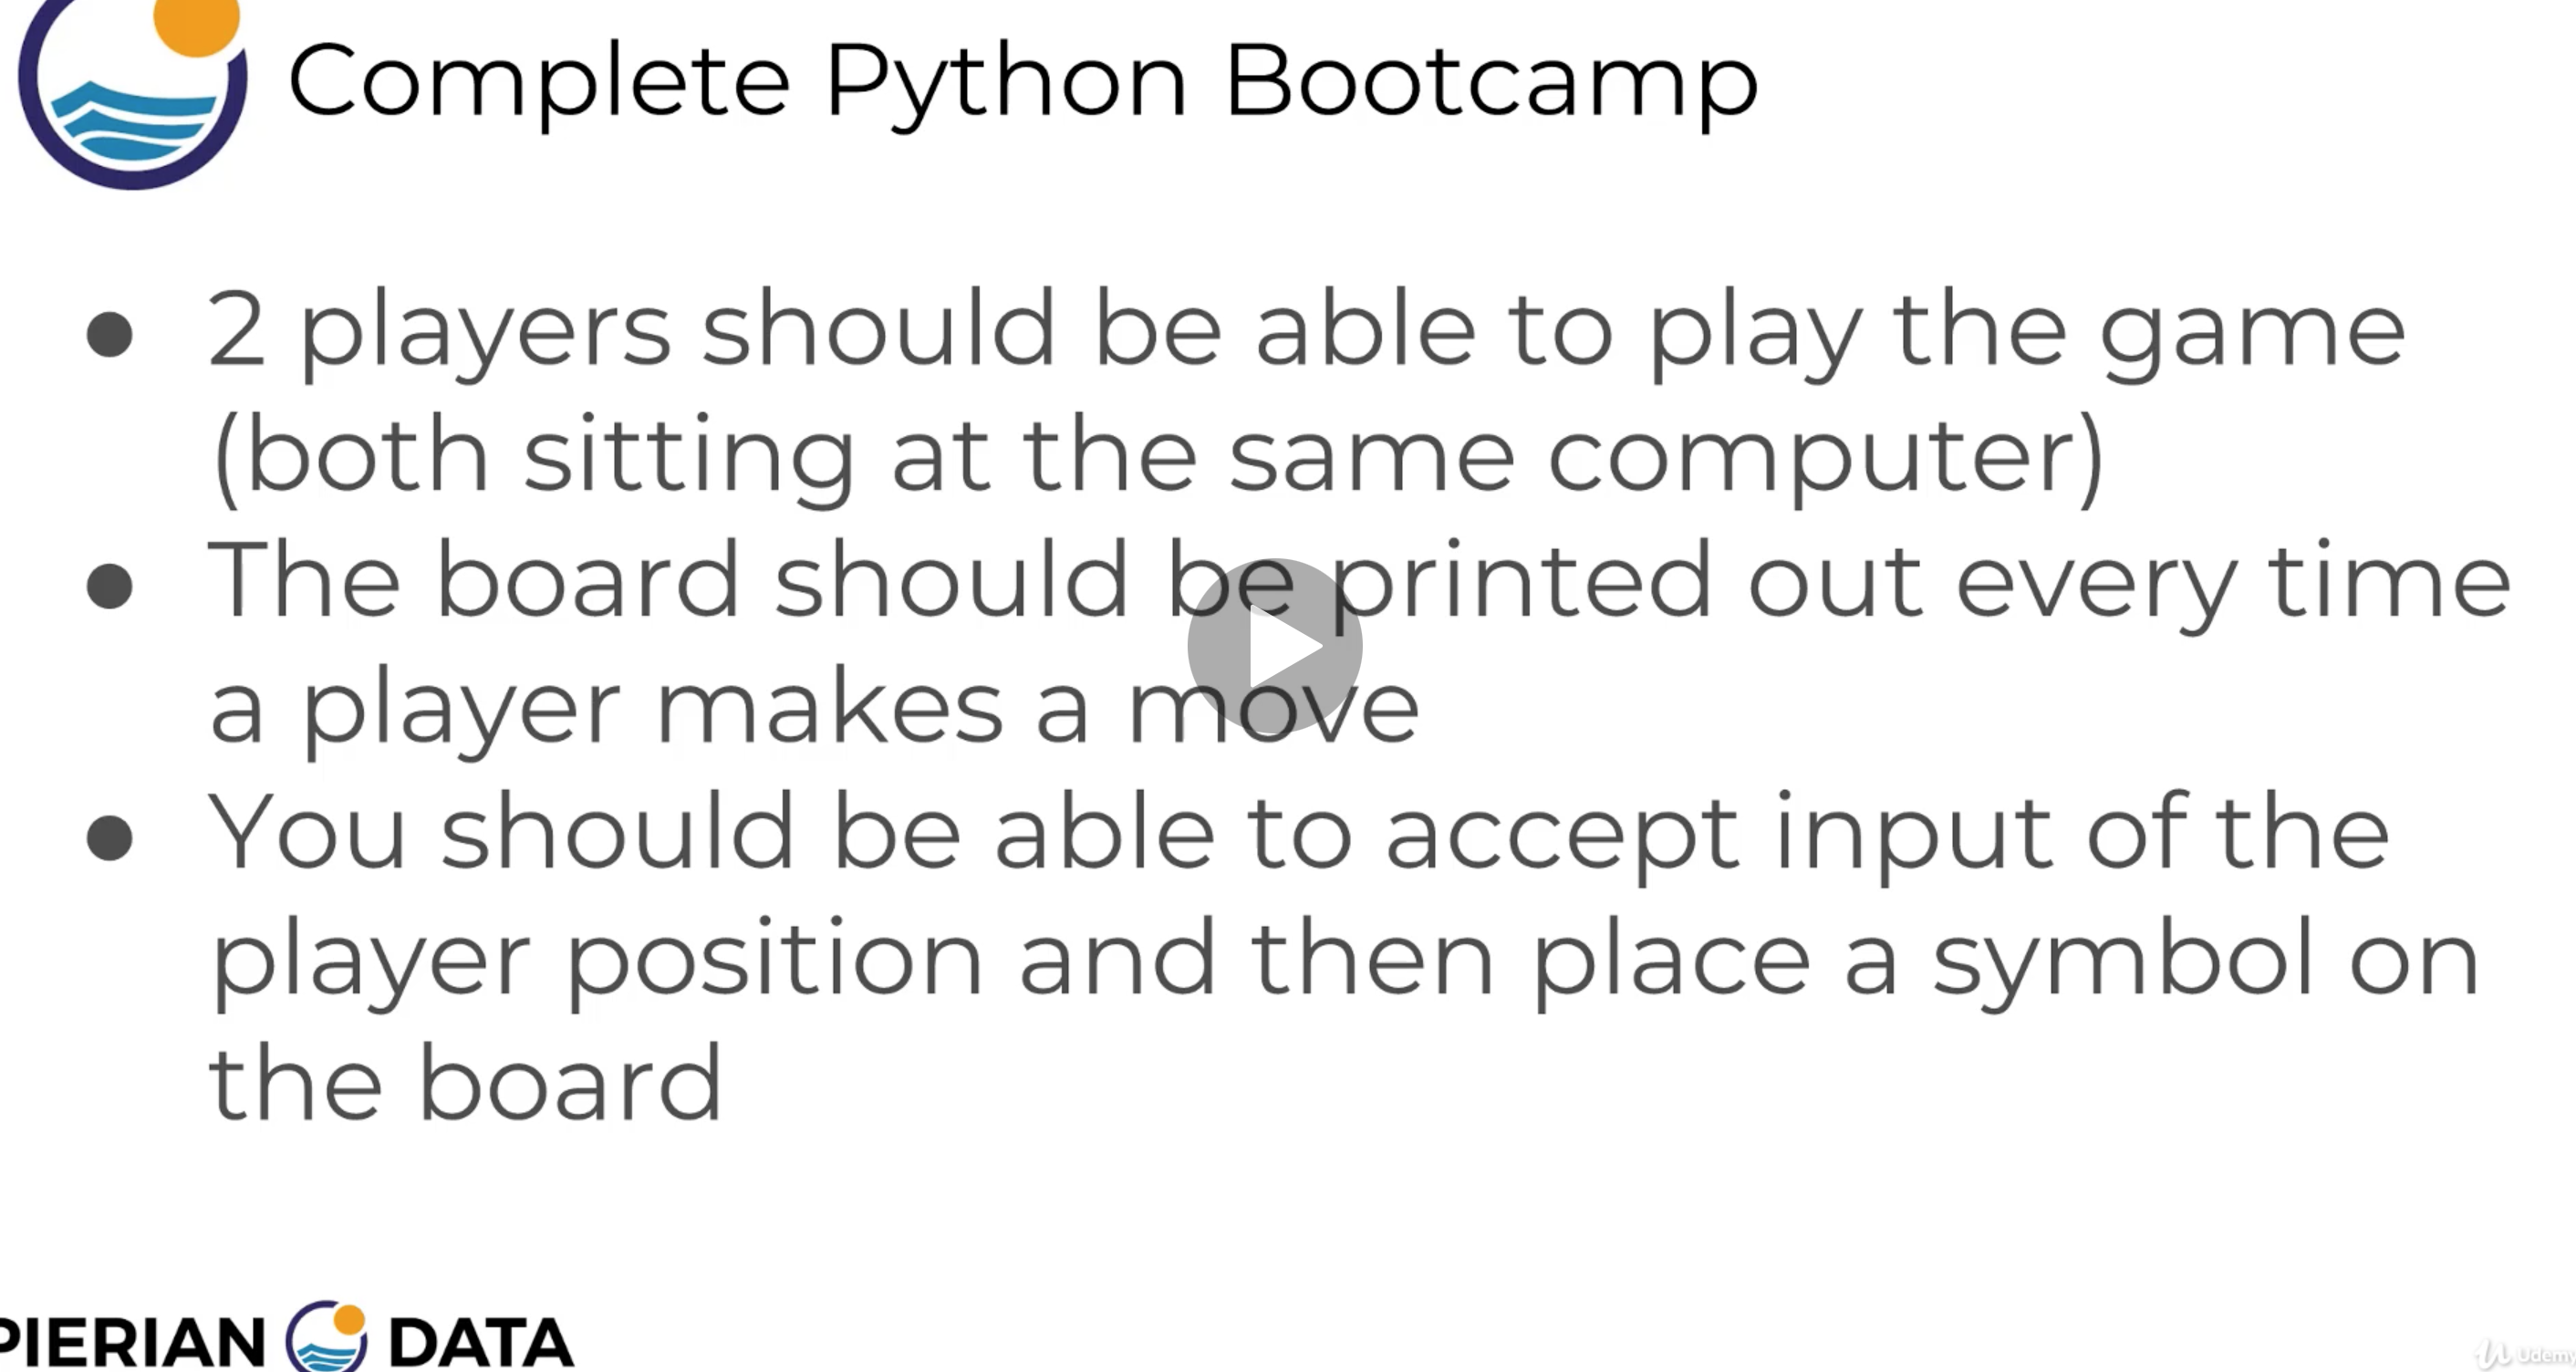 Complete Python Bootcamp
● 2 players should be able to play the game
(both sitting at the same computer)
● The board should be printed out every time
a player makes a move
● You should be able to accept input of the
player position and then place a symbol on
the board
PIERIAN DATA
Udemy